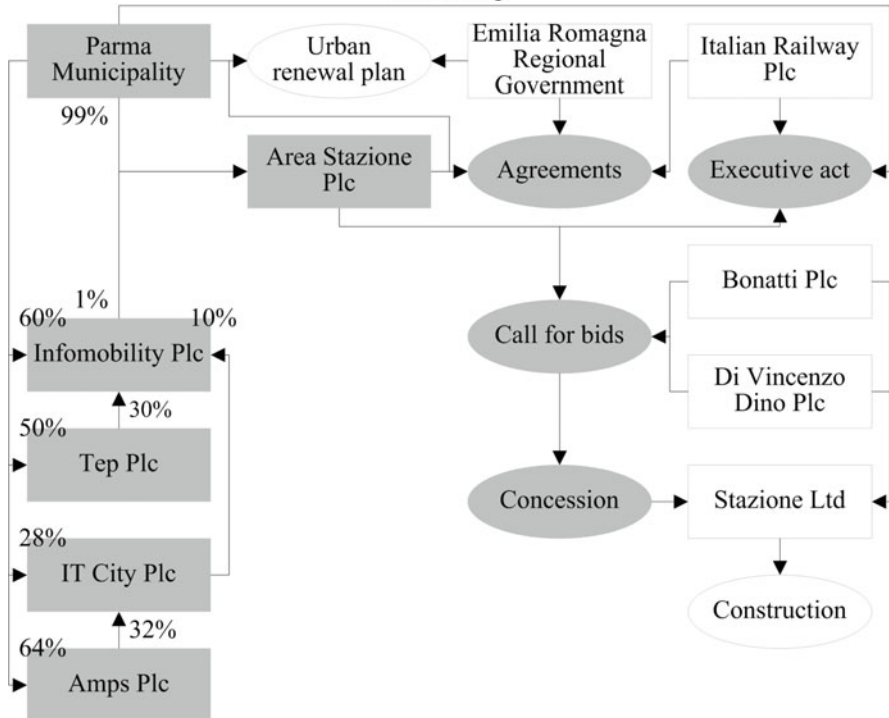 Parma
Municipality
Urban
renewal plan
Emilia Romagna
Regional
Government
Italian Railway
Plc
99%
Area Stazione
Plc
Agreements
Executive act
1%
60%
10%
Infomobility Plc
Bonatti Plc
Call for bids
30%
Di Vincenzo
Dino Plc
50%
Tep Plc
Concession
Stazione Ltd
28%
IT City Plc
Construction
32%
64%
Amps Plc